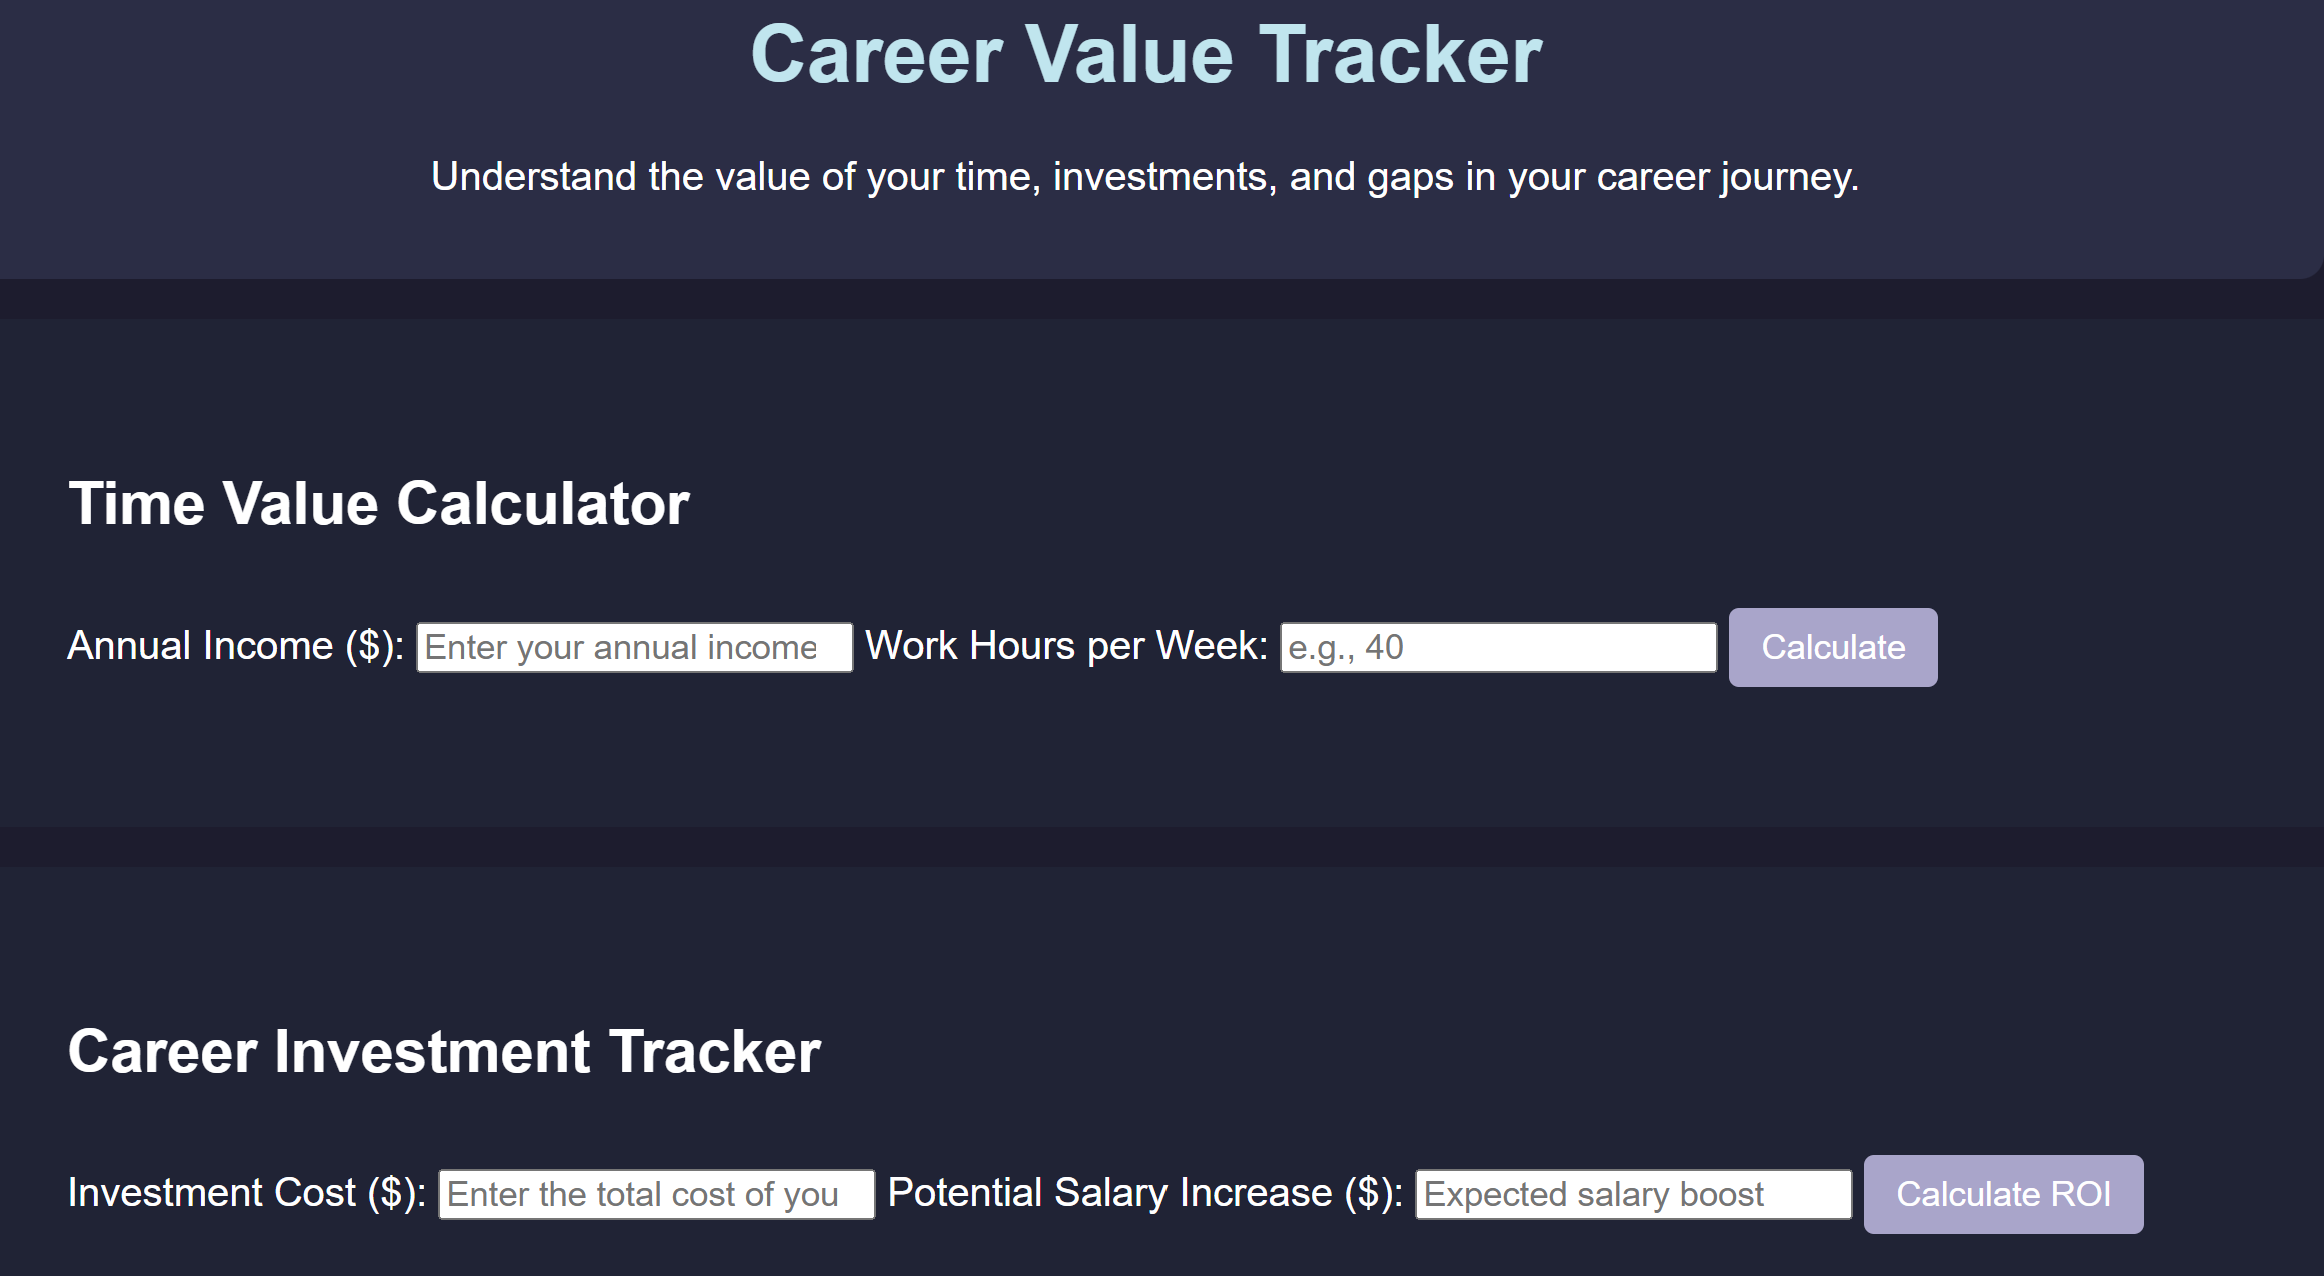 Career Value Tracker
Understand the value of your time, investments, and gaps in your career journey.
Time Value Calculator
Annual Income ($): Enter your annual income Work Hours per Week: e.g., 40 Calculate
Career Investment Tracker
Investment Cost ($): Enter the total cost of you Potential Salary Increase ($): Expected salary boost Calculate ROI